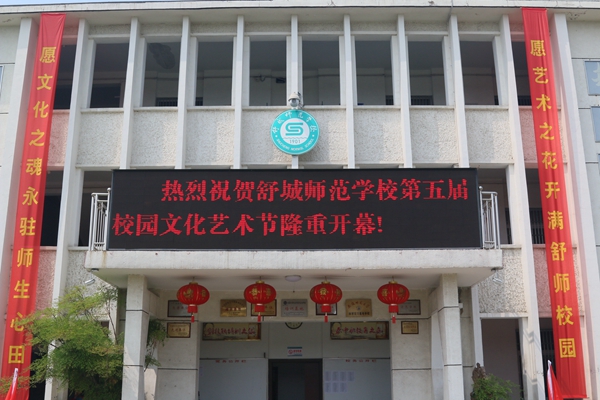 愿文化之魂永驻师生心田
愿艺术之花开满舒师校园
热烈祝贺舒城师范学校第五届
校园文化艺术节隆重开幕!